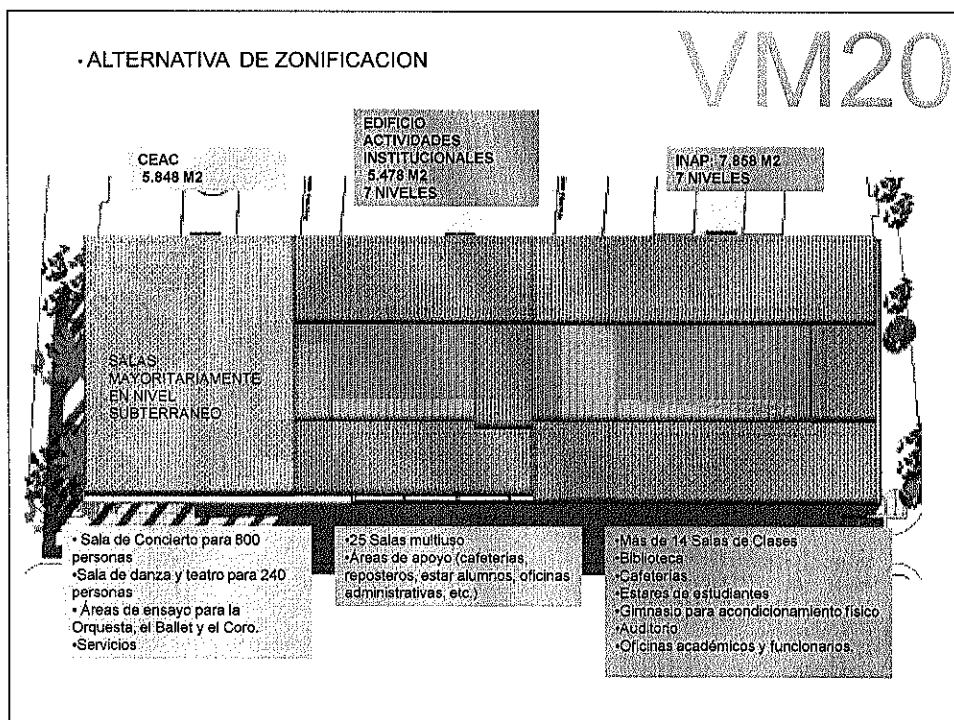 • ALTERNATIVA DE ZONIFICACION
VM20
CEAC
5.848 M2
EDIFICIO
ACTIVIDADES
INSTITUCIONALES
5.478 M2
7 NIVELES
INAP: 7.858 M2
7 NIVELES
SALAS
MAYORITARIAMENTE
EN NIVEL
SUBTERRANEO
• Sala de Concierto para 600
personas
•Sala de danza y teatro para 240
personas
• Áreas de ensayo para la
Orquesta, el Ballet y el Coro.
•Servicios
•25 Salas multiuso
•Áreas de apoyo (cafeterías,
reposteros, estar alumnos, oficinas
administrativas, etc.)
•Más de 14 Salas de Clases
•Biblioteca
•Cafeterías
•Estares de estudiantes
•Gimnasio para acondicionamiento físico
•Auditorio
•Oficinas académicos y funcionarios.